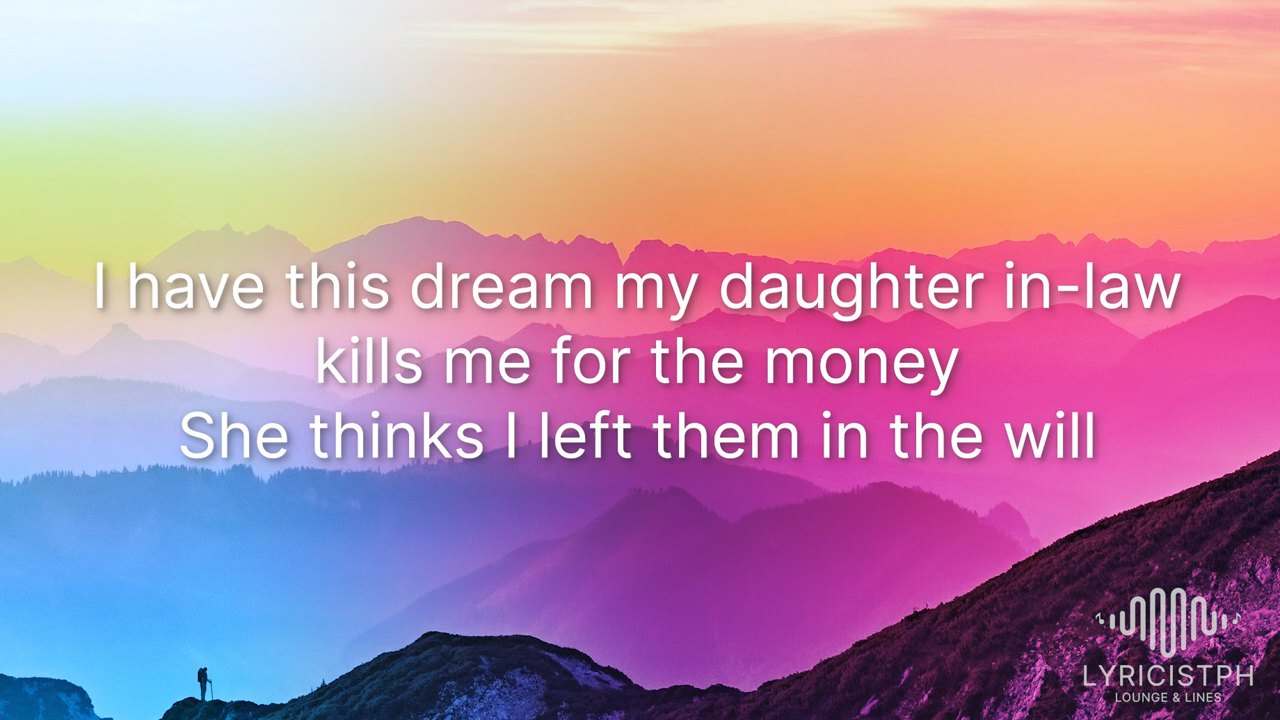 I have this dream my daughter in-law
kills me for the money
She thinks I left them in the will
LYRICISTPH
LOUNGE & LINES